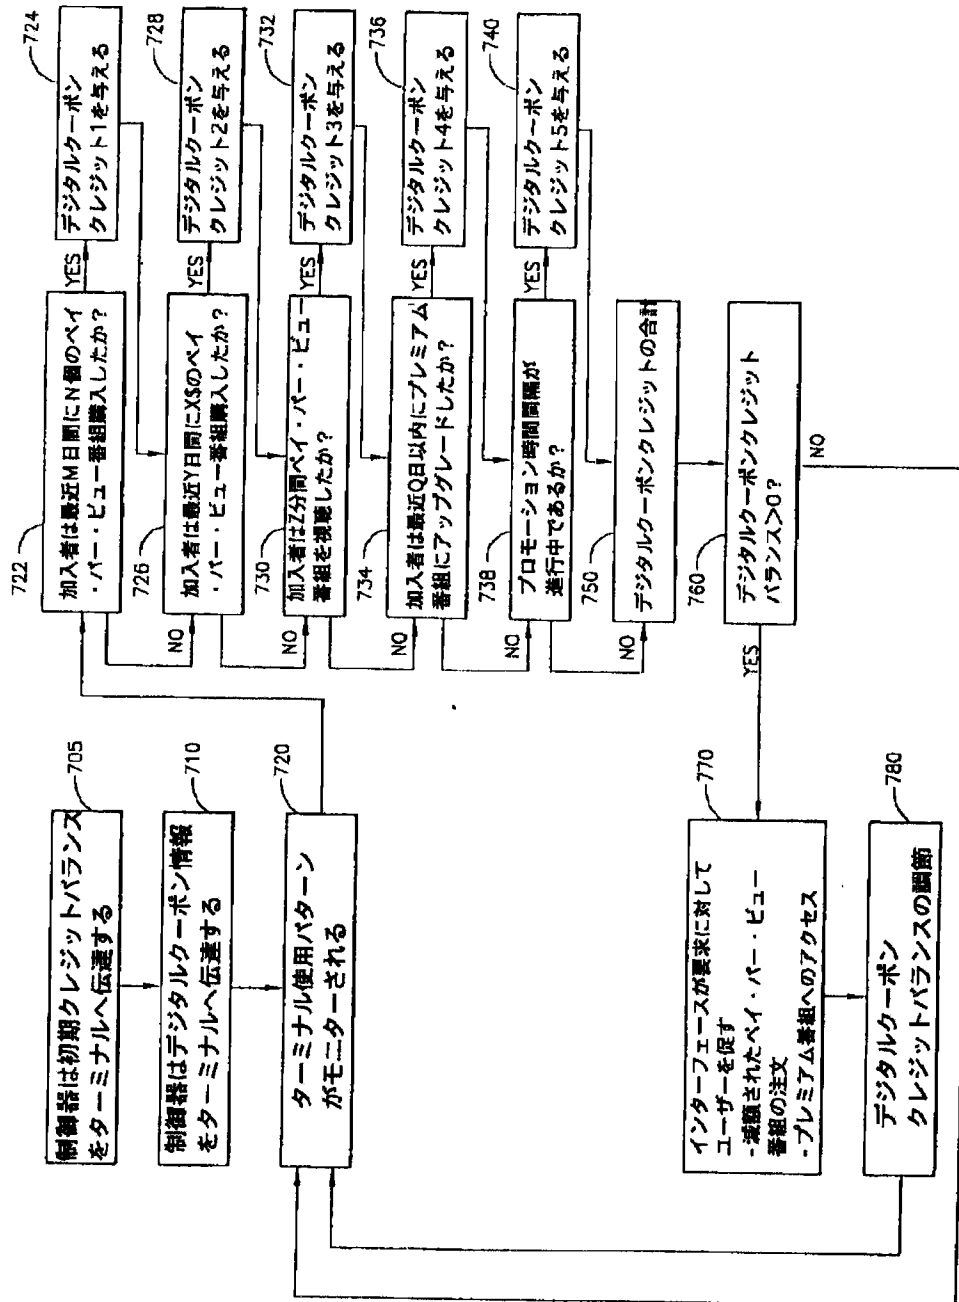 制御器は初期クレジットバランス
をターミナルへ伝達する
705
制御器はデジタルクーポン情報
をターミナルへ伝達する
710
ターミナル使用パターン
がモニターされる
720
722
加入者は最近M日間にN個のペイ
・パー・ビュー番組購入したか?
YES
デジタルクーポン
クレジット1を与える
724
NO
726
加入者は最近Y日間にX$のペイ
・パー・ビュー番組購入したか?
YES
デジタルクーポン
クレジット2を与える
728
NO
730
加入者はZ分間ペイ・パー・ビュー
番組を視聴したか?
YES
デジタルクーポン
クレジット3を与える
732
NO
734
加入者は最近Q日以内にプレミアム
番組にアップグレードしたか?
YES
デジタルクーポン
クレジット4を与える
736
NO
738
プロモーション時間間隔が
進行中であるか?
YES
デジタルクーポン
クレジット5を与える
740
NO
750
デジタルクーポンクレジットの合計
760
デジタルクーポンクレジット
バランス>0?
NO
YES
770
インターフェースが要求に対して
ユーザーを促す
-減額されたペイ・パー・ビュー
番組の注文
-プレミアム番組へのアクセス
780
デジタルクーポン
クレジットバランスの調節